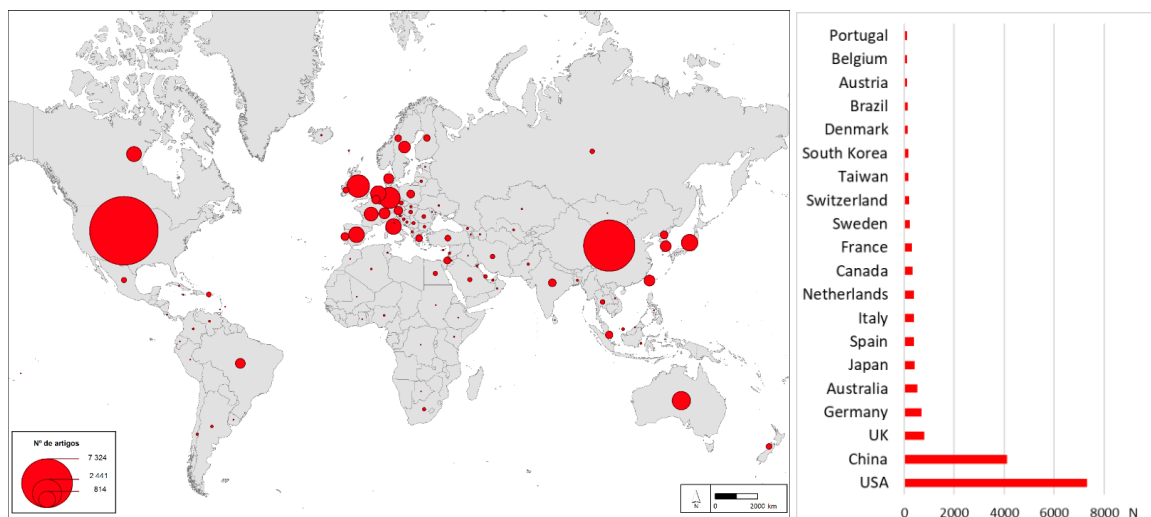 Nº de artigos
7 324
2 441
814
N
0 2000 km
Portugal
Belgium
Austria
Brazil
Denmark
South Korea
Taiwan
Switzerland
Sweden
France
Canada
Netherlands
Italy
Spain
Japan
Australia
Germany
UK
China
USA
0 2000 4000 6000 8000 N